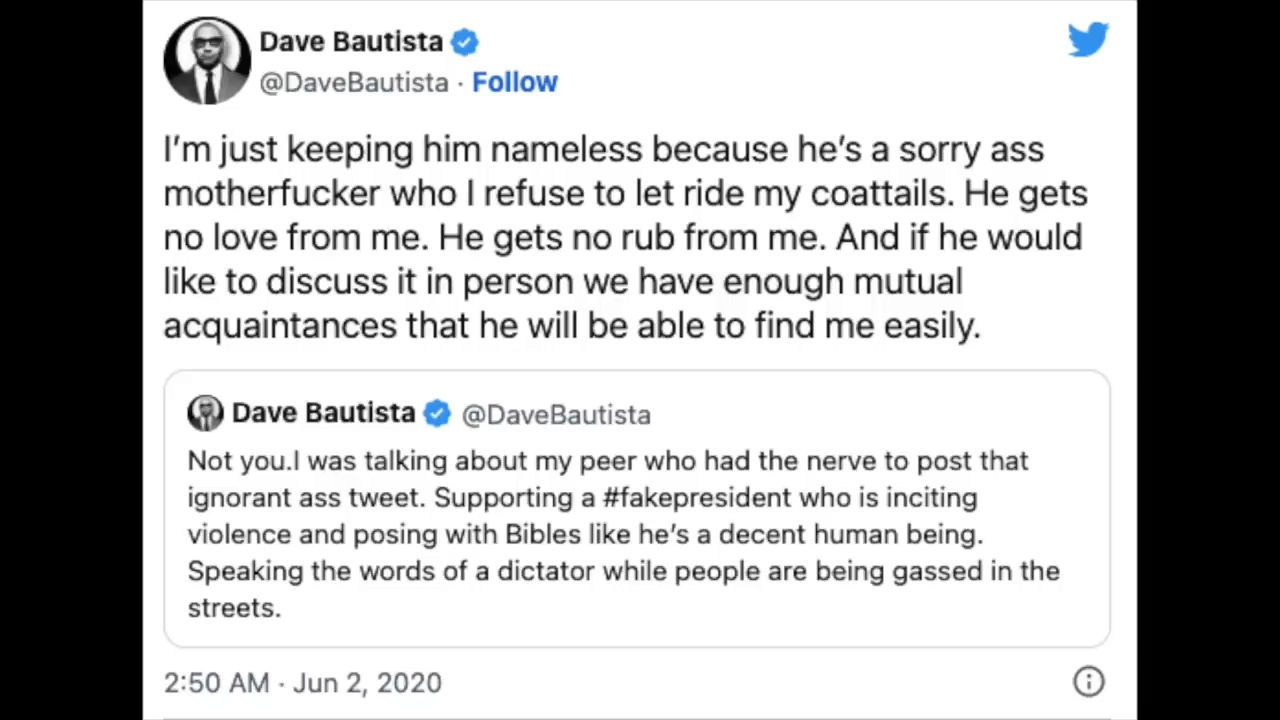 Dave Bautista
@DaveBautista · Follow
I’m just keeping him nameless because he’s a sorry ass
motherfucker who I refuse to let ride my coattails. He gets
no love from me. He gets no rub from me. And if he would
like to discuss it in person we have enough mutual
acquaintances that he will be able to find me easily.
Dave Bautista @DaveBautista
Not you.I was talking about my peer who had the nerve to post that
ignorant ass tweet. Supporting a #fakepresident who is inciting
violence and posing with Bibles like he’s a decent human being.
Speaking the words of a dictator while people are being gassed in the
streets.
2:50 AM · Jun 2, 2020